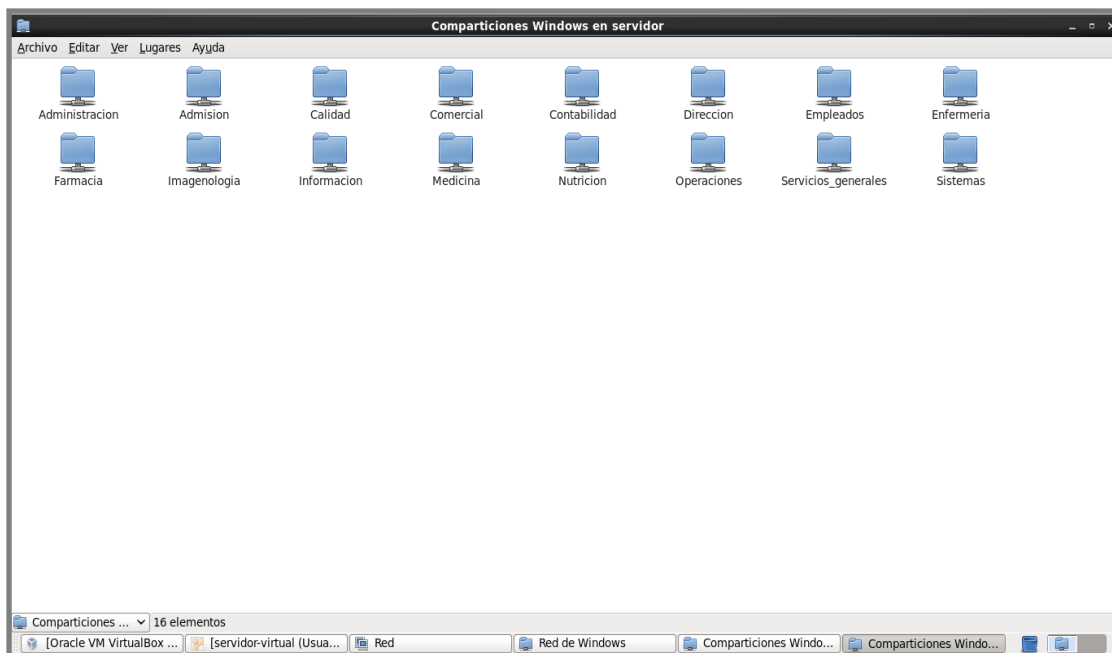 Comparticiones Windows en servidor
Archivo Editar Ver Lugares Ayuda
Administracion Admision Calidad Comercial Contabilidad Direccion Empleados Enfermeria
Farmacia Imagenologia Informacion Medicina Nutricion Operaciones Servicios_generales Sistemas
Comparticiones ... 16 elementos
[Oracle VM VirtualBox ... [servidor-virtual (Usua... Red Red de Windows Comparticiones Windo... Comparticiones Windo...